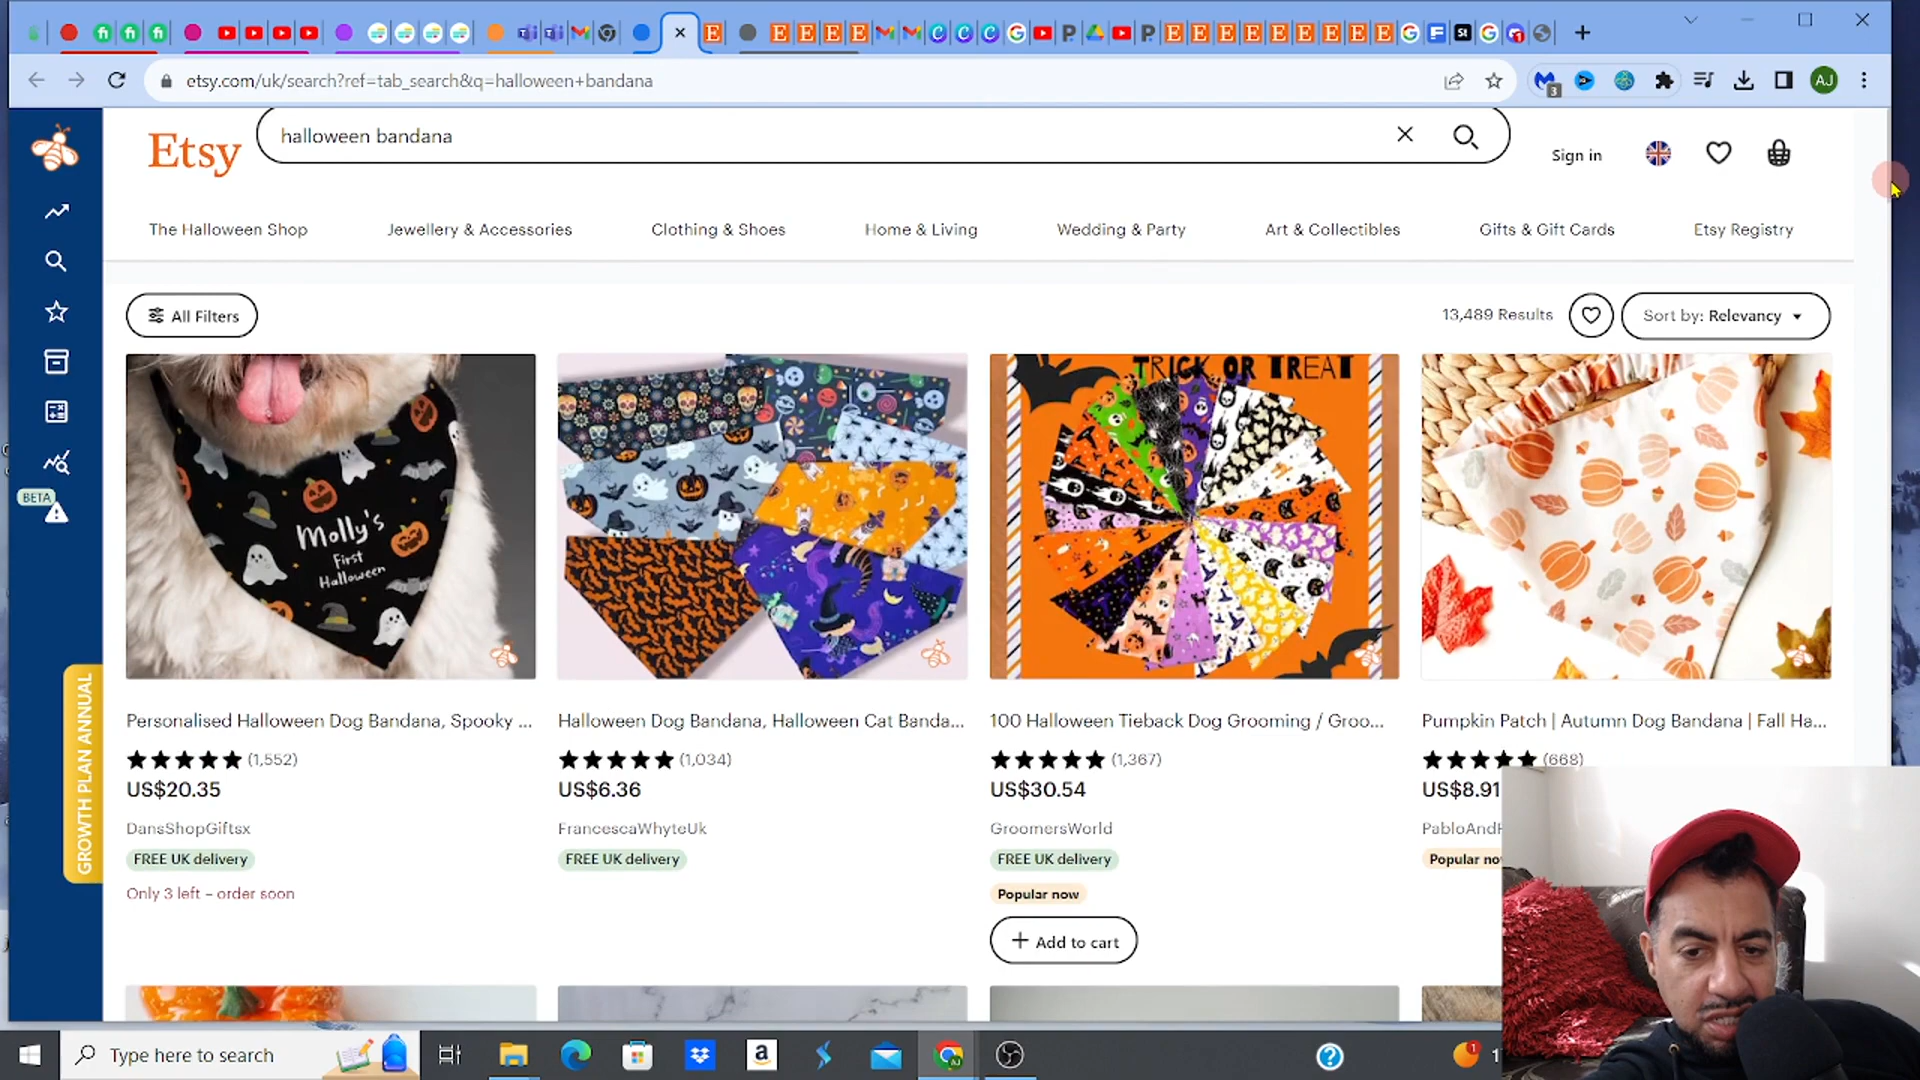 etsy.com/uk/search?ref=tab_search&q=halloween+bandana
3
AJ
Etsy
halloween bandana
Sign in
The Halloween Shop
Jewellery & Accessories
Clothing & Shoes
Home & Living
Wedding & Party
Art & Collectibles
Gifts & Gift Cards
Etsy Registry
All Filters
13,489 Results
Sort by: Relevancy
BETA
GROWTH PLAN ANNUAL
Molly's
First
Halloween
TRICK OR TREAT
Personalised Halloween Dog Bandana, Spooky ...
(1,552)
US$20.35
DansShopGiftsx
FREE UK delivery
Only 3 left – order soon
Halloween Dog Bandana, Halloween Cat Banda...
(1,034)
US$6.36
FrancescaWhyteUk
FREE UK delivery
100 Halloween Tieback Dog Grooming / Groo...
(1,367)
US$30.54
GroomersWorld
FREE UK delivery
Popular now
+ Add to cart
Pumpkin Patch | Autumn Dog Bandana | Fall Ha...
(668)
US$8.91
Popular
Type here to search